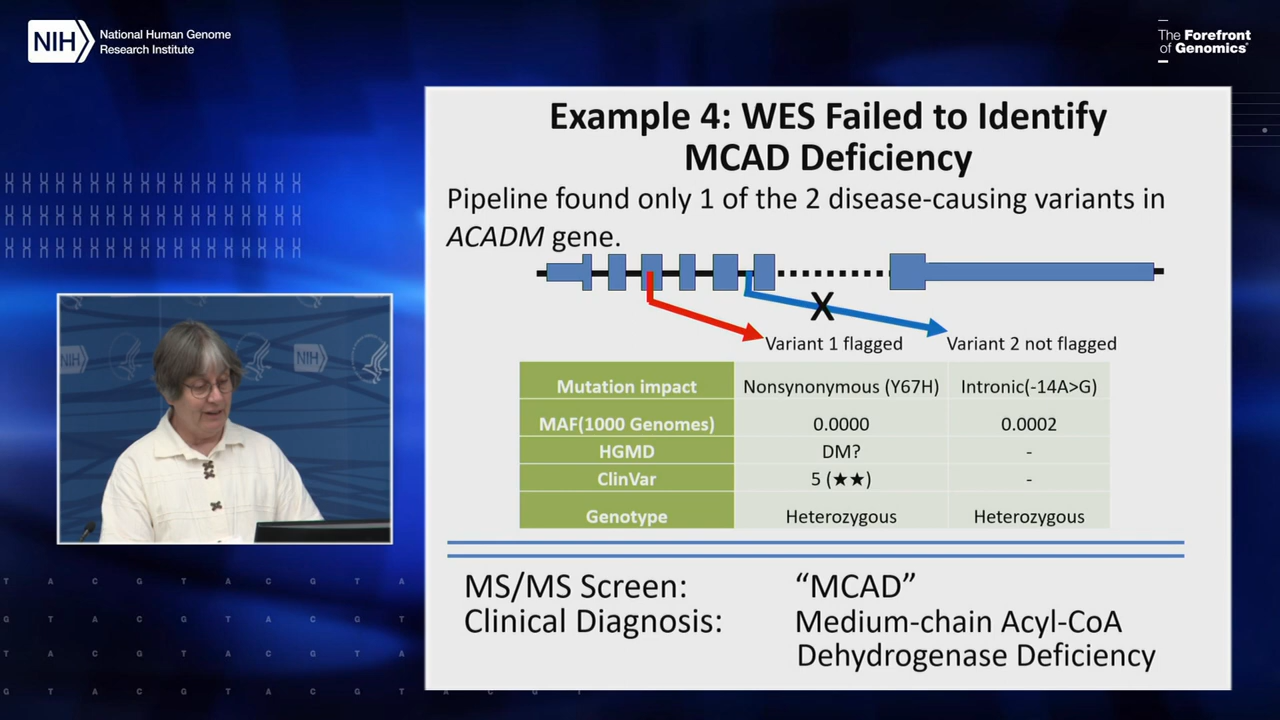 NIH
National Human Genome
Research Institute
The Forefront
of Genomics®
Example 4: WES Failed to Identify
MCAD Deficiency
Pipeline found only 1 of the 2 disease-causing variants in
ACADM gene.
X
Variant 1 flagged
Variant 2 not flagged
Mutation impact Nonsynonymous (Y67H) Intronic(-14A>G)
MAF(1000 Genomes) 0.0000 0.0002
HGMD DM? -
ClinVar 5 (★★) -
Genotype Heterozygous Heterozygous
MS/MS Screen: “MCAD”
Clinical Diagnosis: Medium-chain Acyl-CoA
Dehydrogenase Deficiency
NIH
NIH
T A C G T A C G T A
G T A C G T A C G T
T A C G T A C G T A
G T A C G T A C G T A C G T